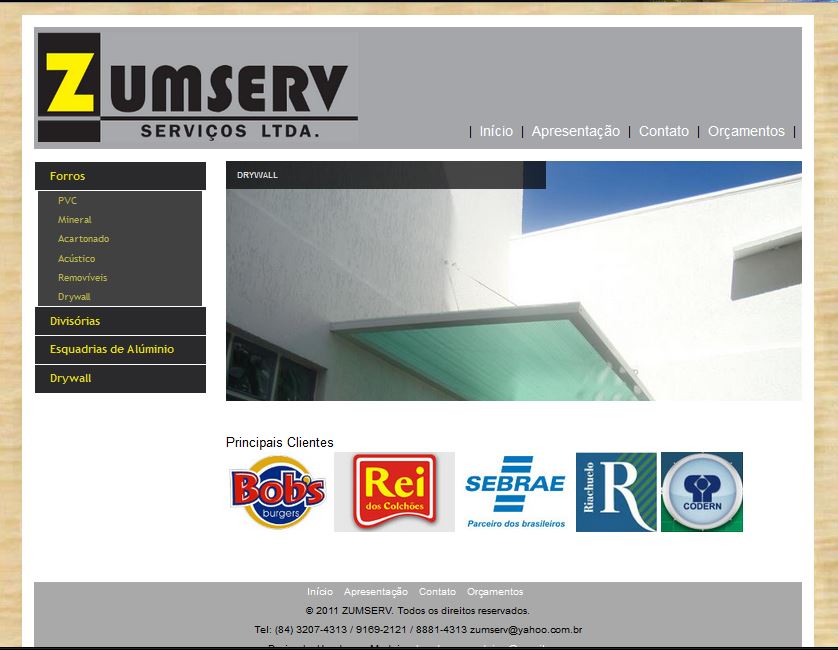 ZUMSERV
SERVIÇOS LTDA.
| Início | Apresentação | Contato | Orçamentos |
Forros
PVC
Mineral
Acartonado
Acústico
Removíveis
Drywall
Divisórias
Esquadrias de Alúminio
Drywall
DRYWALL
Principais Clientes
Bob's
burgers
Rei
dos Colchões
SEBRAE
Parceiro dos brasileiros
Riachuelo
R
CODERN
Início Apresentação Contato Orçamentos
© 2011 ZUMSERV. Todos os direitos reservados.
Tel: (84) 3207-4313 / 9169-2121 / 8881-4313 zumserv@yahoo.com.br